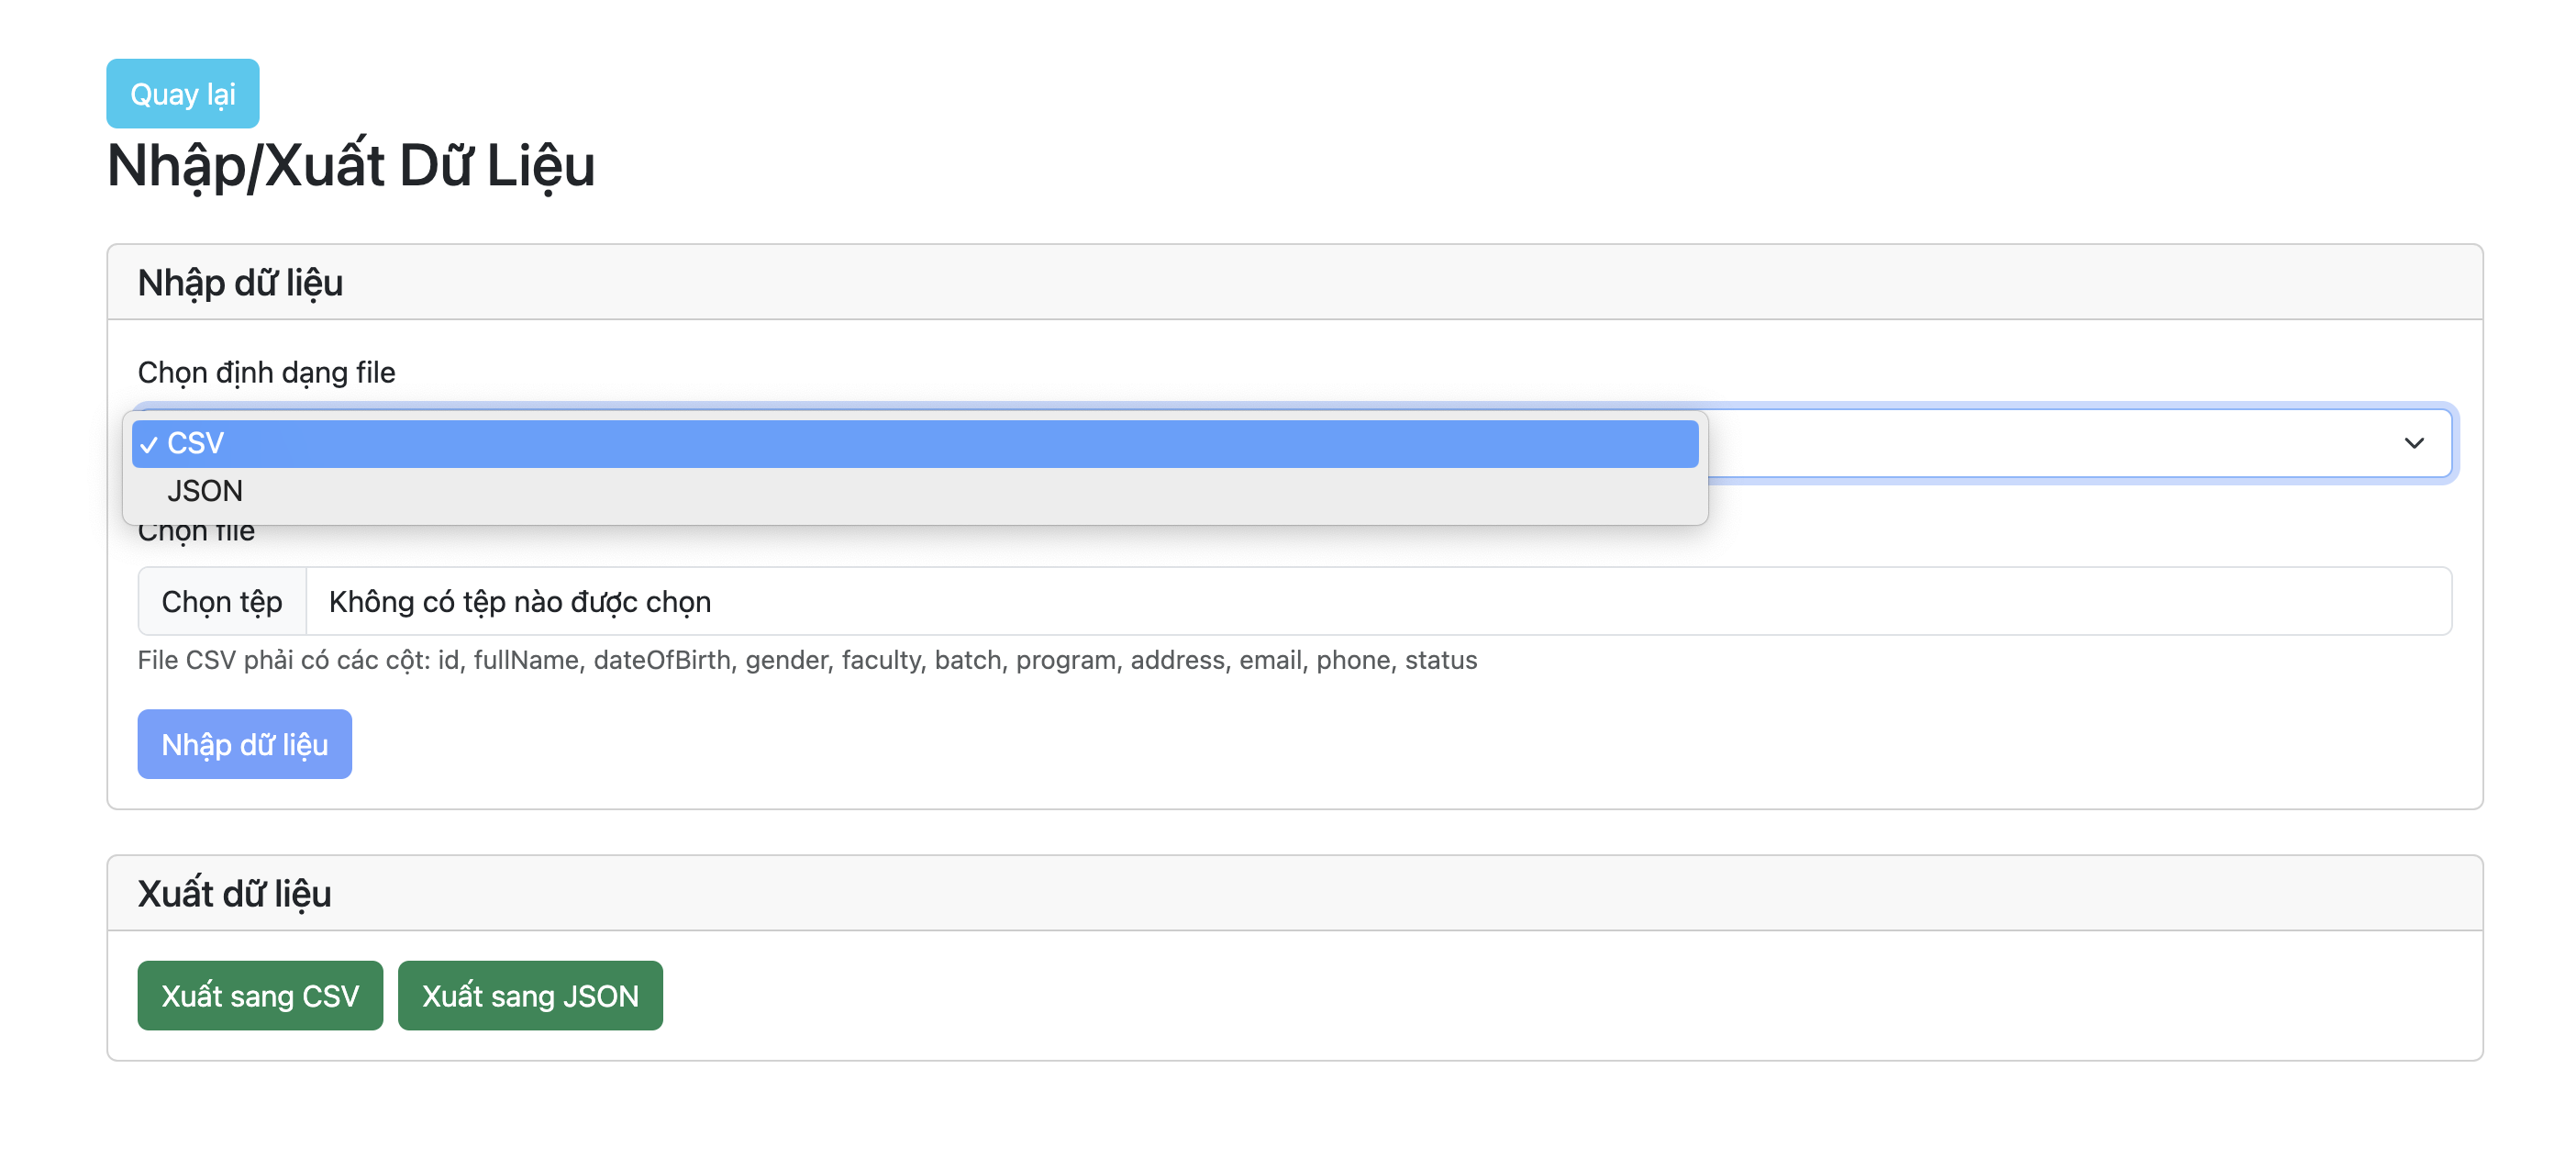 Quay lại
Nhập/Xuất Dữ Liệu
Nhập dữ liệu
Chọn định dạng file
✓ CSV
JSON
Chọn file
Chọn tệp Không có tệp nào được chọn
File CSV phải có các cột: id, fullName, dateOfBirth, gender, faculty, batch, program, address, email, phone, status
Nhập dữ liệu
Xuất dữ liệu
Xuất sang CSV Xuất sang JSON